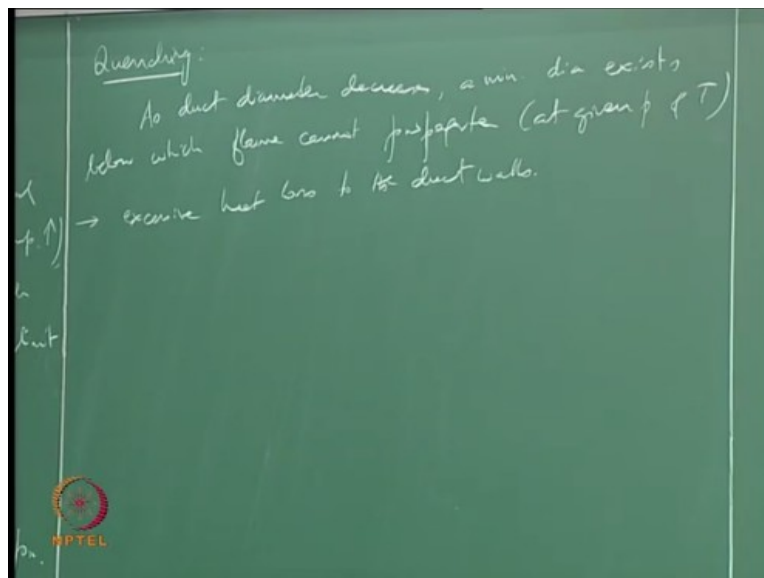 Quenching:
As duct diameter decreases, a min. dia exists
below which flame cannot propagate (at given p & T)
→ excessive heat loss to the duct walls.
p. ↑)
limit
NPTEL